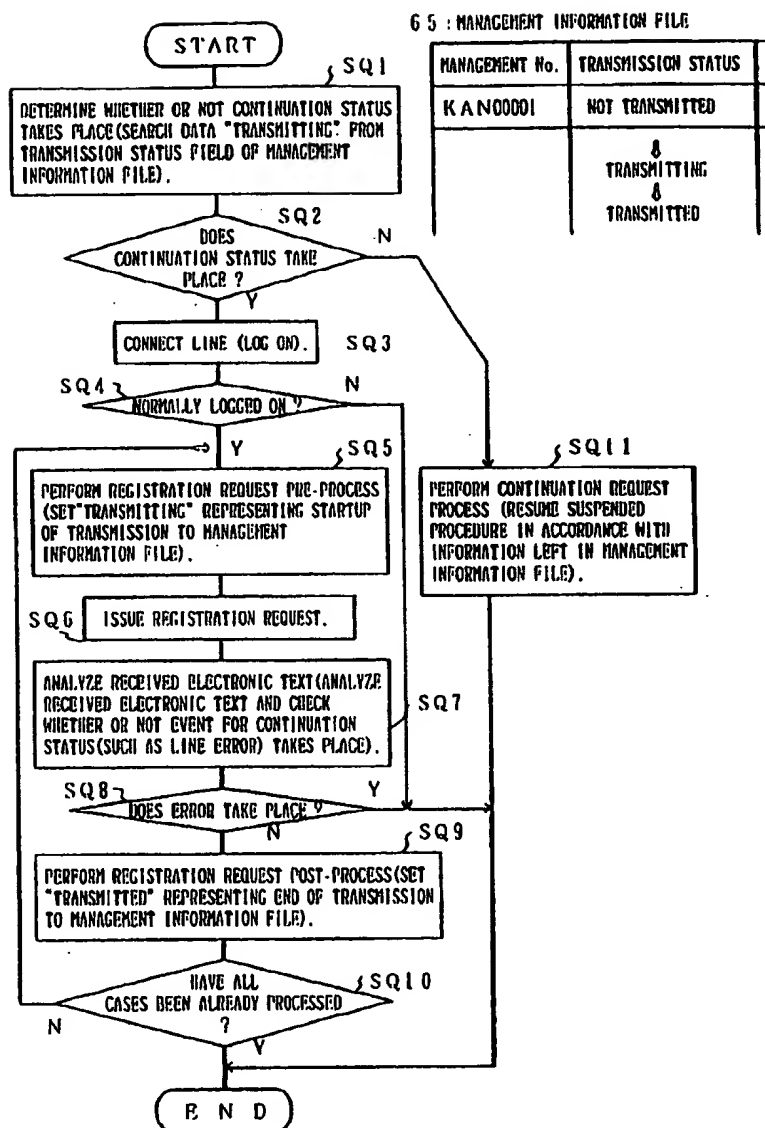 START
SQ1
DETERMINE WHETHER OR NOT CONTINUATION STATUS
TAKES PLACE(SEARCH DATA "TRANSMITTING" FROM
TRANSMISSION STATUS FIELD OF MANAGEMENT
INFORMATION FILE).
65 : MANAGEMENT INFORMATION FILE
MANAGEMENT No. TRANSMISSION STATUS
KAN00001 NOT TRANSMITTED
⇓
TRANSMITTING
⇓
TRANSMITTED
SQ2
DOES
CONTINUATION STATUS TAKE
PLACE ?
N
Y
CONNECT LINE (LOG ON).
SQ3
SQ4
NORMALLY LOGGED ON ?
N
Y
SQ5
PERFORM REGISTRATION REQUEST PRE-PROCESS
(SET"TRANSMITTING" REPRESENTING STARTUP
OF TRANSMISSION TO MANAGEMENT
INFORMATION FILE).
SQ11
PERFORM CONTINUATION REQUEST
PROCESS (RESUME SUSPENDED
PROCEDURE IN ACCORDANCE WITH
INFORMATION LEFT IN MANAGEMENT
INFORMATION FILE).
SQ6
ISSUE REGISTRATION REQUEST.
ANALYZE RECEIVED ELECTRONIC TEXT(ANALYZE
RECEIVED ELECTRONIC TEXT AND CHECK
WHETHER OR NOT EVENT FOR CONTINUATION
STATUS(SUCH AS LINE ERROR) TAKES PLACE).
SQ7
SQ8
DOES ERROR TAKE PLACE ?
Y
N
SQ9
PERFORM REGISTRATION REQUEST POST-PROCESS(SET
"TRANSMITTED" REPRESENTING END OF TRANSMISSION
TO MANAGEMENT INFORMATION FILE).
SQ10
HAVE ALL
CASES BEEN ALREADY PROCESSED
?
N
Y
END